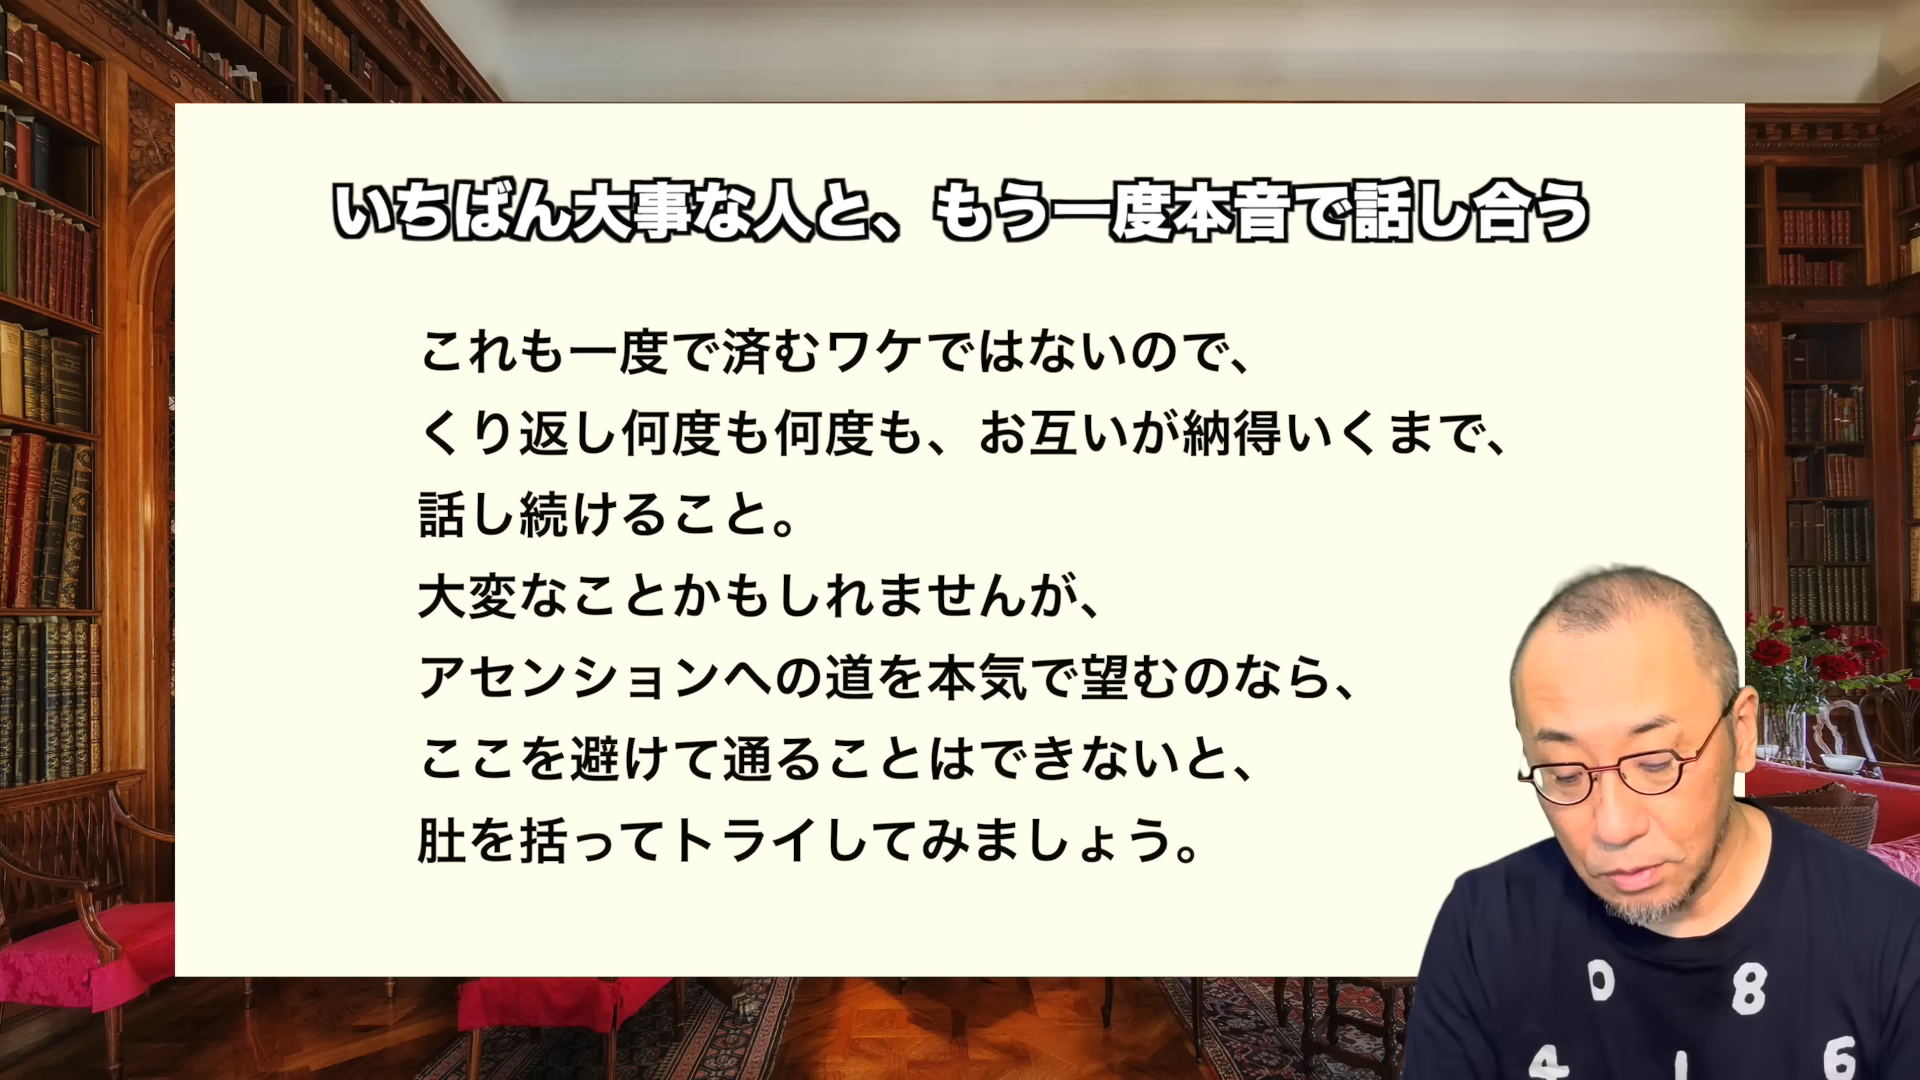 いちばん大事な人と、もう一度本音で話し合う
これも一度で済むワケではないので、
くり返し何度も何度も、お互いが納得いくまで、
話し続けること。
大変なことかもしれませんが、
アセンションへの道を本気で望むのなら、
ここを避けて通ることはできないと、
肚を括ってトライしてみましょう。
0 8
4 1 6